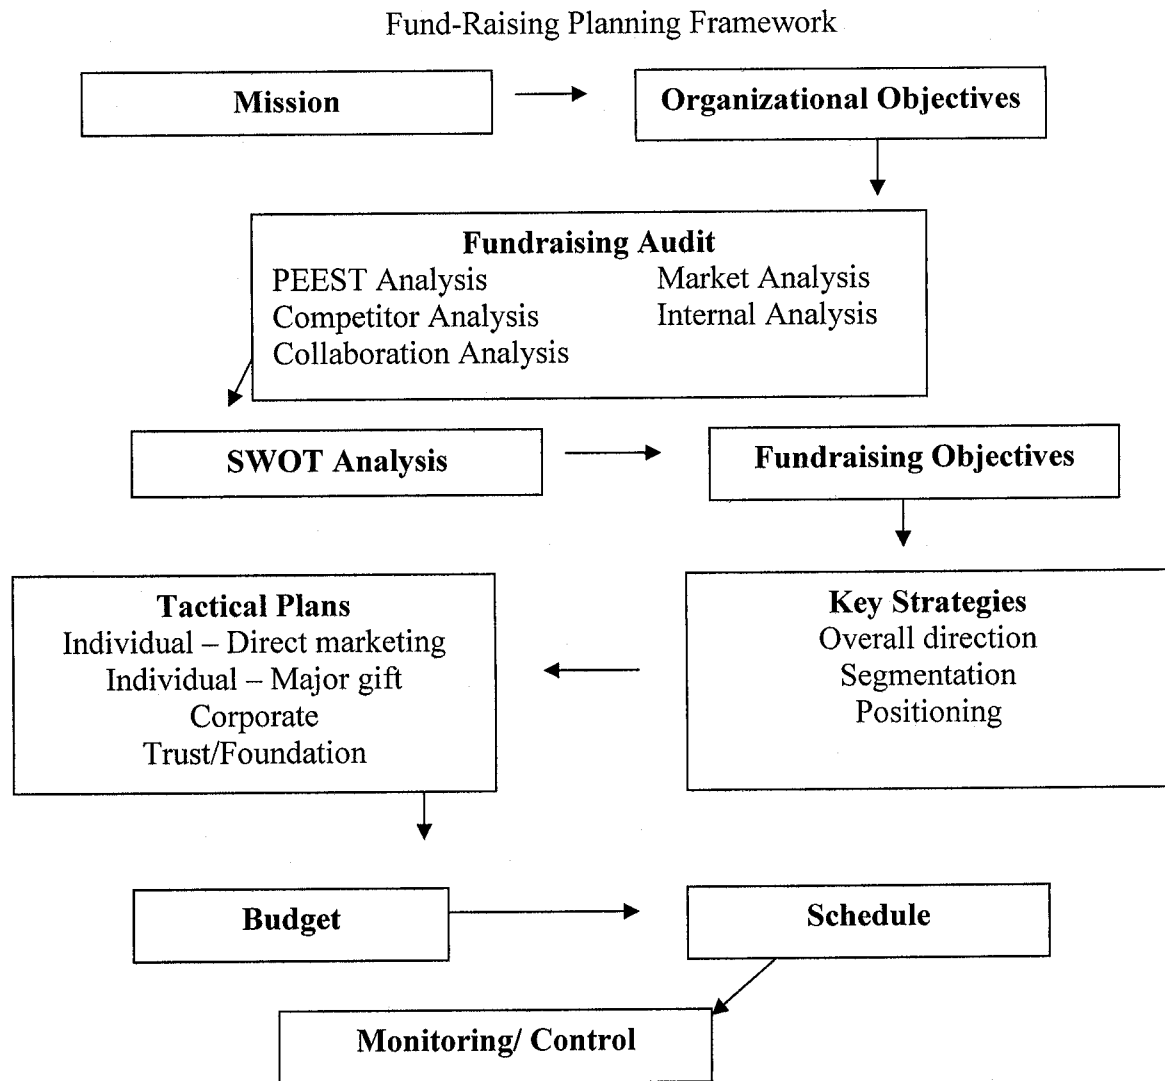 Fund-Raising Planning Framework
Mission
Organizational Objectives
Fundraising Audit
PEEST Analysis
Market Analysis
Competitor Analysis
Internal Analysis
Collaboration Analysis
SWOT Analysis
Fundraising Objectives
Key Strategies
Overall direction
Segmentation
Positioning
Tactical Plans
Individual – Direct marketing
Individual – Major gift
Corporate
Trust/Foundation
Budget
Schedule
Monitoring/ Control